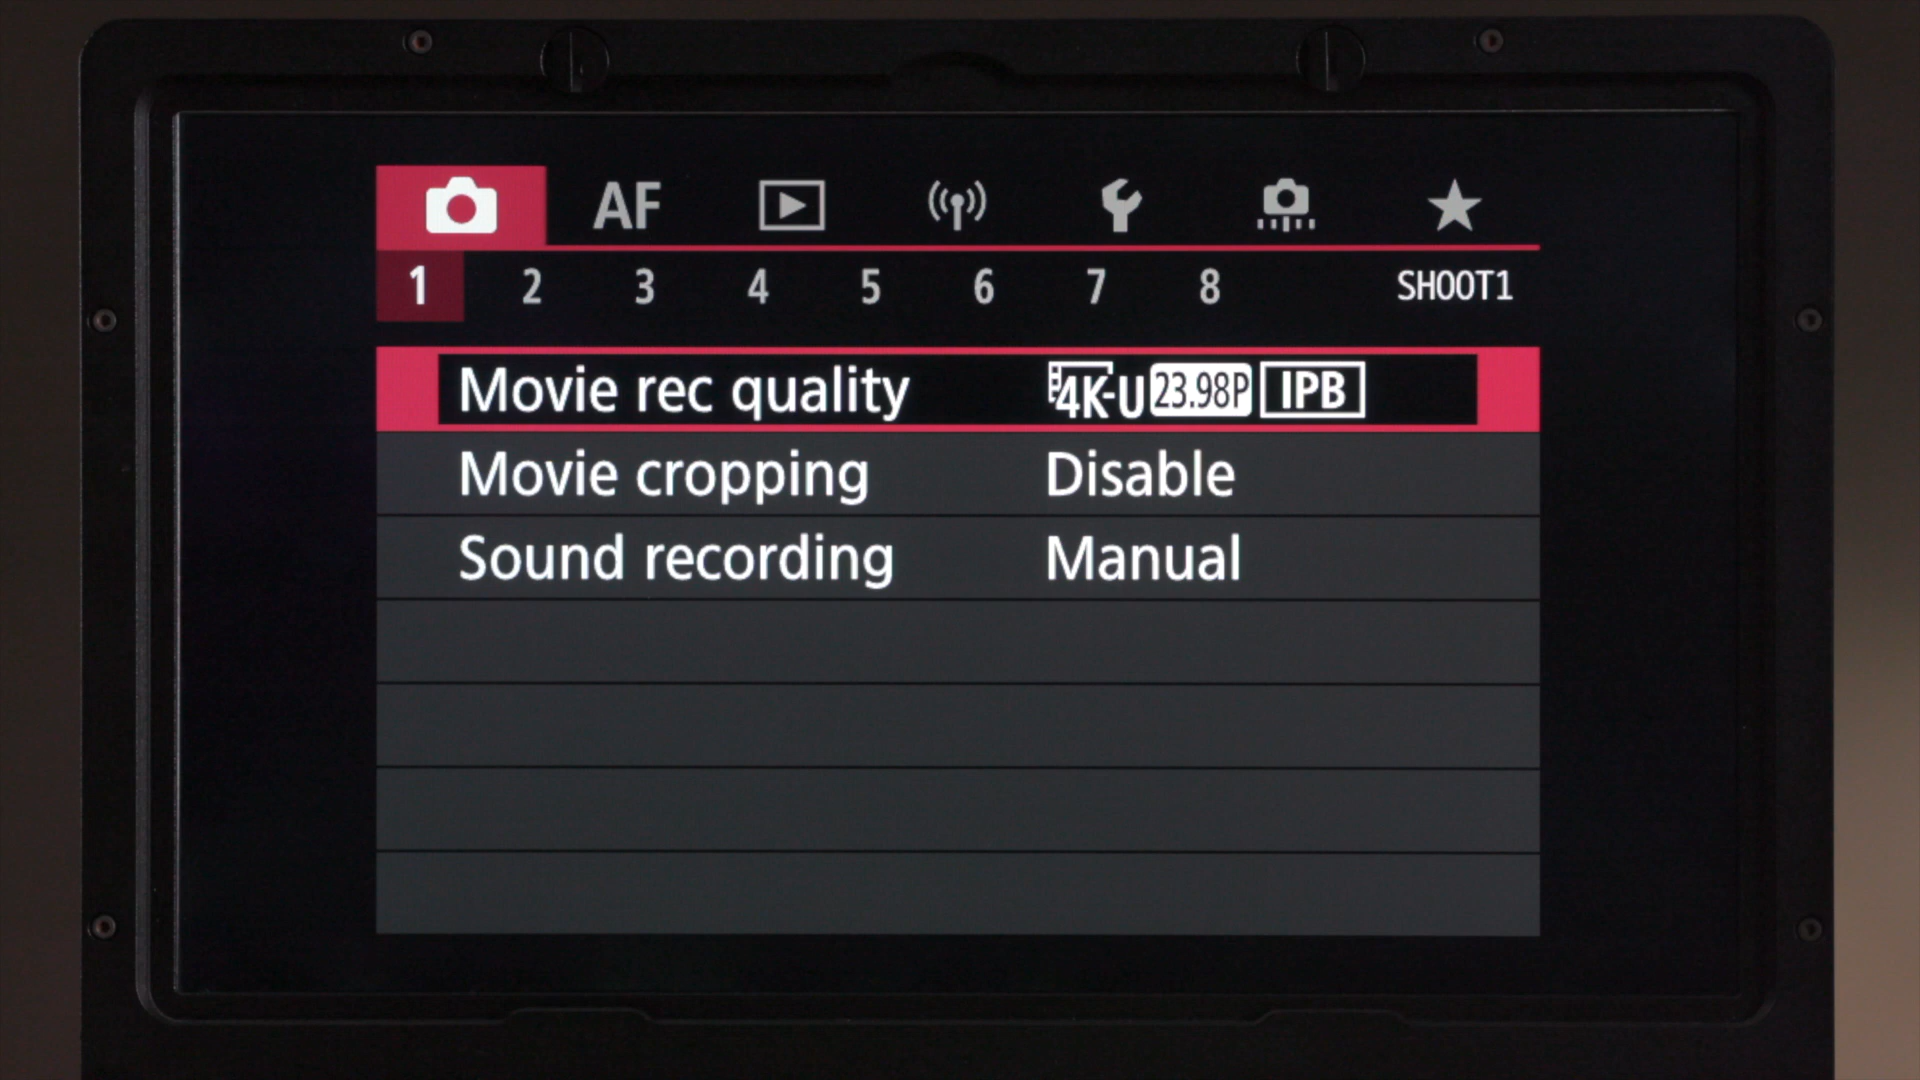 AF
1 2 3 4 5 6 7 8 SHOOT1
Movie rec quality 4K-U 23.98P IPB
Movie cropping Disable
Sound recording Manual